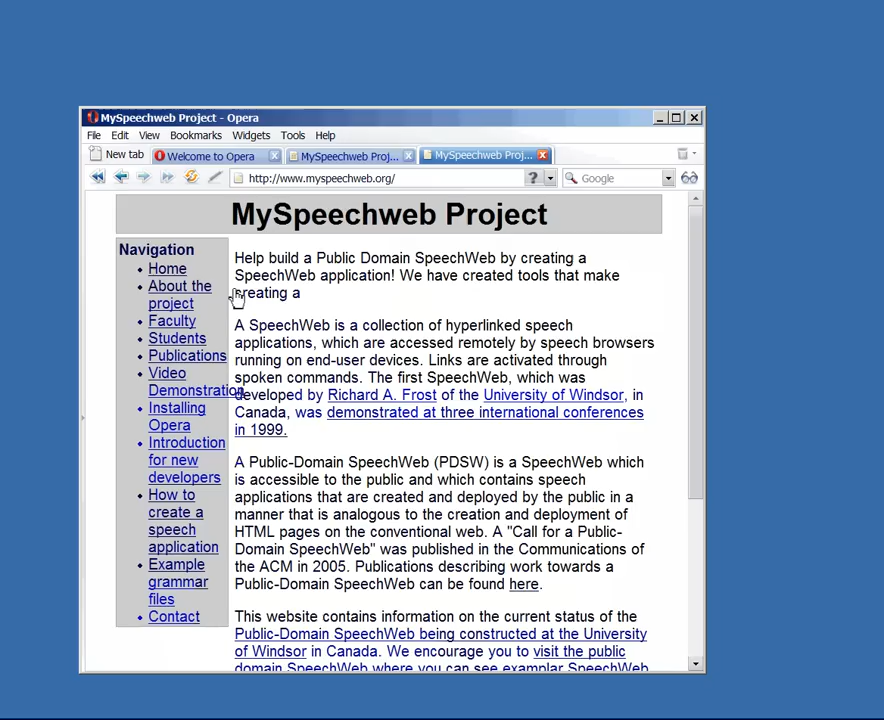 MySpeechweb Project - Opera
File Edit View Bookmarks Widgets Tools Help
New tab Welcome to Opera MySpeechweb Proj... MySpeechweb Proj...
http://www.myspeechweb.org/ ? Google
MySpeechweb Project
Navigation
Home
About the
project
Faculty
Students
Publications
Video
Demonstration
Installing
Opera
Introduction
for new
developers
How to
create a
speech
application
Example
grammar
files
Contact
Help build a Public Domain SpeechWeb by creating a
SpeechWeb application! We have created tools that make
creating a
A SpeechWeb is a collection of hyperlinked speech
applications, which are accessed remotely by speech browsers
running on end-user devices. Links are activated through
spoken commands. The first SpeechWeb, which was
developed by Richard A. Frost of the University of Windsor, in
Canada, was demonstrated at three international conferences
in 1999.
A Public-Domain SpeechWeb (PDSW) is a SpeechWeb which
is accessible to the public and which contains speech
applications that are created and deployed by the public in a
manner that is analogous to the creation and deployment of
HTML pages on the conventional web. A "Call for a Public-
Domain SpeechWeb" was published in the Communications of
the ACM in 2005. Publications describing work towards a
Public-Domain SpeechWeb can be found here.
This website contains information on the current status of the
Public-Domain SpeechWeb being constructed at the University
of Windsor in Canada. We encourage you to visit the public
domain SpeechWeb where you can see exemplar SpeechWeb